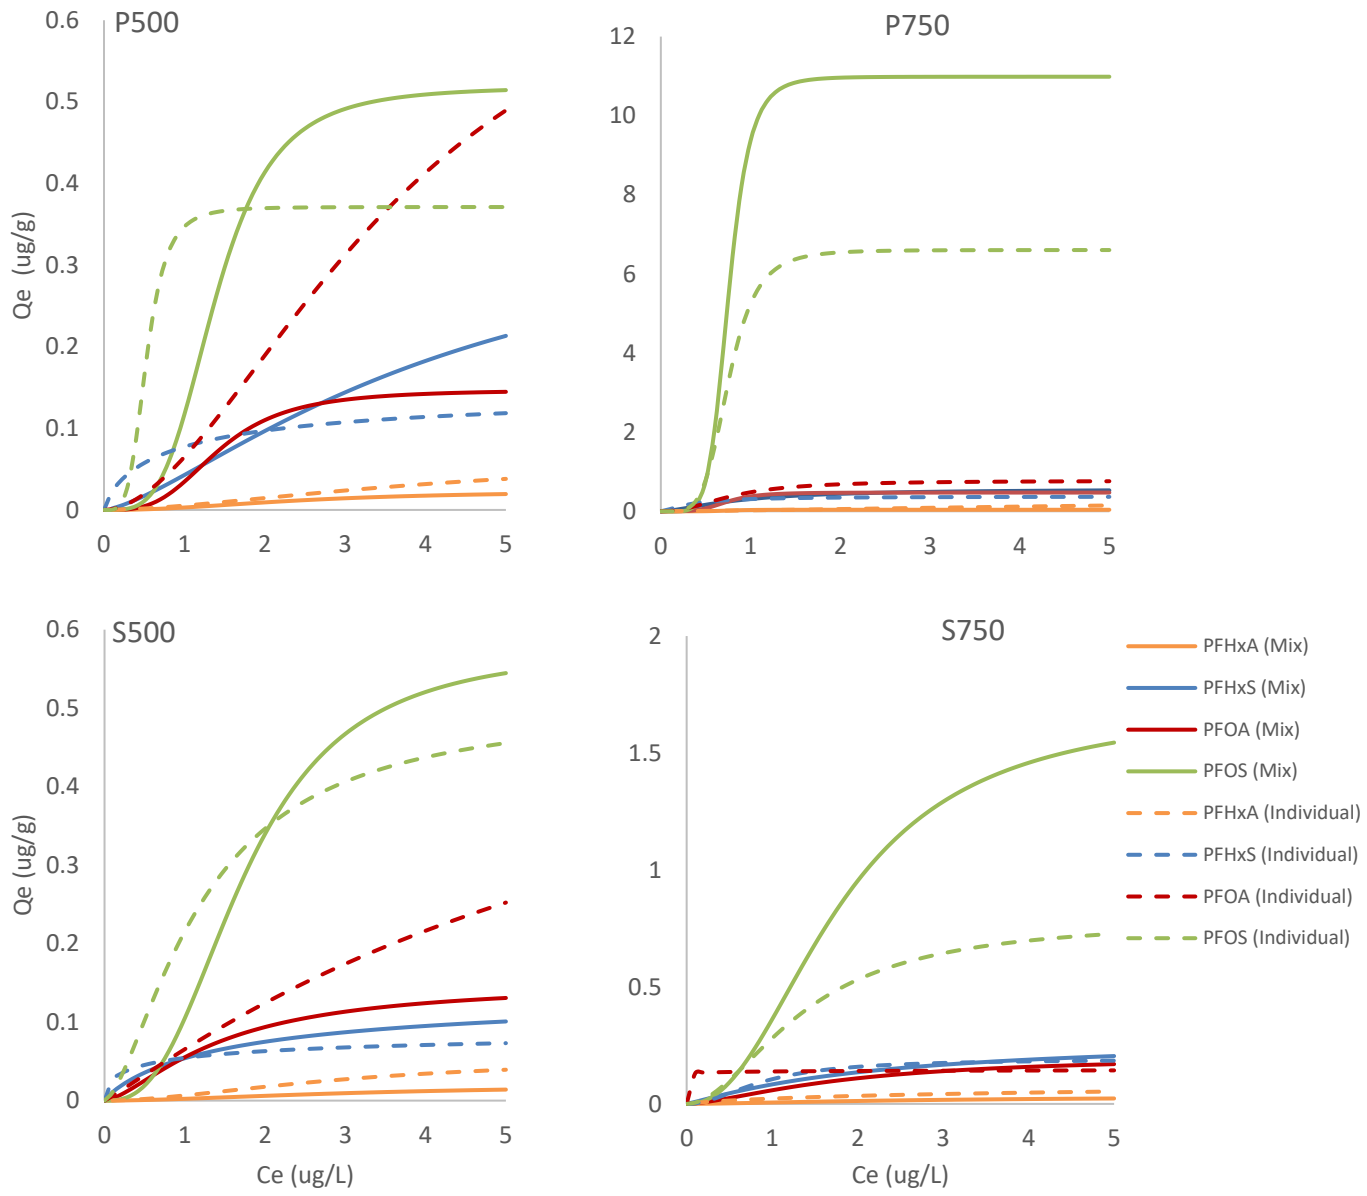 P500
0.6
0.5
0.4
0.3
0.2
0.1
0
Qe (ug/g)
0 1 2 3 4 5
P750
12
10
8
6
4
2
0
0 1 2 3 4 5
S500
0.6
0.5
0.4
0.3
0.2
0.1
0
Qe (ug/g)
0 1 2 3 4 5
Ce (ug/L)
S750
2
1.5
1
0.5
0
0 1 2 3 4 5
Ce (ug/L)
PFHxA (Mix)
PFHxS (Mix)
PFOA (Mix)
PFOS (Mix)
PFHxA (Individual)
PFHxS (Individual)
PFOA (Individual)
PFOS (Individual)